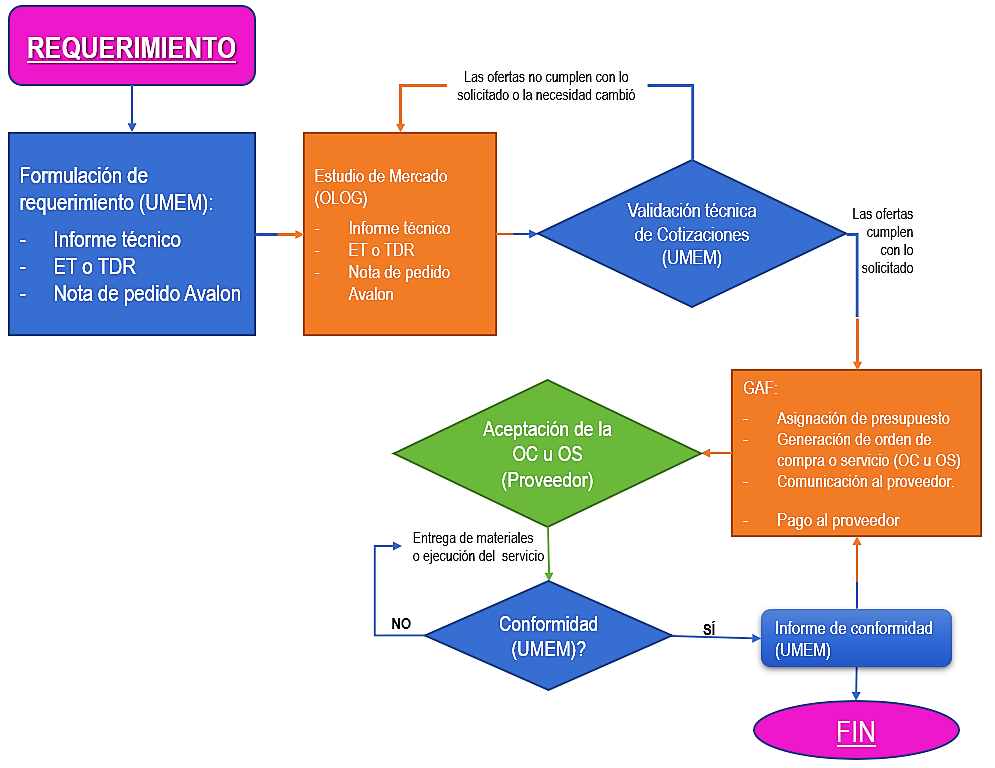 REQUERIMIENTO
Formulación de
requerimiento (UMEM):
- Informe técnico
- ET o TDR
- Nota de pedido Avalon
Estudio de Mercado
(OLOG)
- Informe técnico
- ET o TDR
- Nota de pedido
Avalon
Las ofertas no cumplen con lo
solicitado o la necesidad cambió
Validación técnica
de Cotizaciones
(UMEM)
Las ofertas
cumplen
con lo
solicitado
GAF:
- Asignación de presupuesto
- Generación de orden de
compra o servicio (OC u OS)
- Comunicación al proveedor.
- Pago al proveedor
Aceptación de la
OC u OS
(Proveedor)
Entrega de materiales
o ejecución del servicio
Conformidad
(UMEM)?
NO
SÍ
Informe de conformidad
(UMEM)
FIN